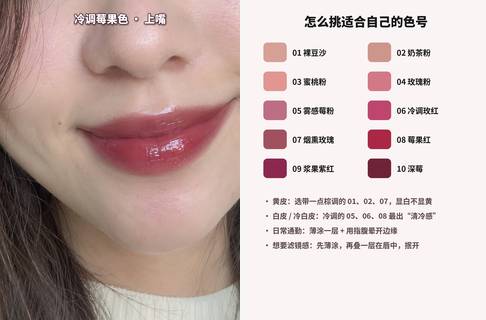 冷调莓果色 · 上嘴
怎么挑适合自己的色号
01 裸豆沙
02 奶茶粉
03 蜜桃粉
04 玫瑰粉
05 雾感莓粉
06 冷调玫红
07 烟熏玫瑰
08 莓果红
09 浆果紫红
10 深莓
· 黄皮：选带一点棕调的 01、02、07，显白不显黄
· 白皮 / 冷白皮：冷调的 05、06、08 最出“清冷感”
· 日常通勤：薄涂一层 + 用指腹晕开边缘
· 想要滤镜感：先薄涂，再叠一层在唇中，抿开